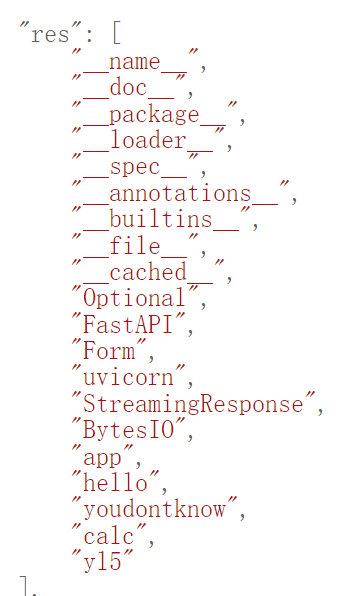 "res": [
"__name__",
"__doc__",
"__package__",
"__loader__",
"__spec__",
"__annotations__",
"__builtins__",
"__file__",
"__cached__",
"Optional",
"FastAPI",
"Form",
"uvicorn",
"StreamingResponse",
"BytesIO",
"app",
"hello",
"youdontknow",
"calc",
"y15"
],